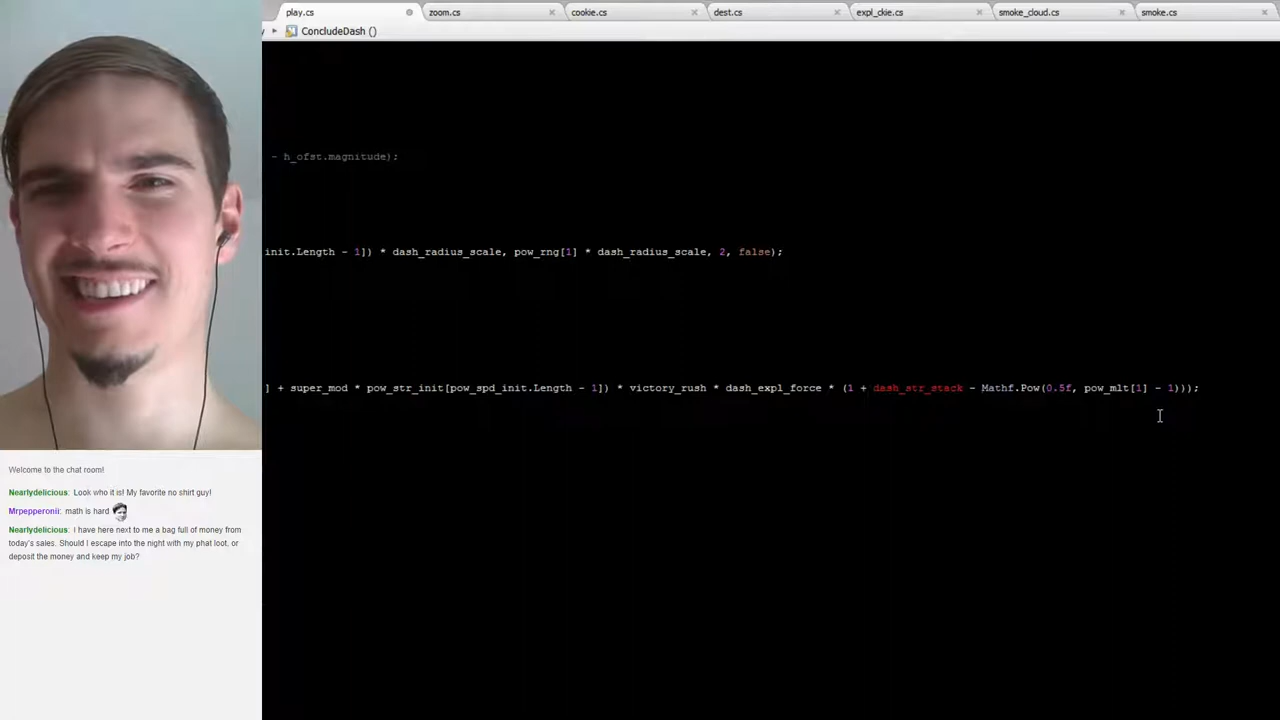 play.cs
zoom.cs
cookie.cs
dest.cs
expl_ckie.cs
smoke_cloud.cs
smoke.cs
ConcludeDash ()
- h_ofst.magnitude);
init.Length - 1]) * dash_radius_scale, pow_rng[1] * dash_radius_scale, 2, false);
] + super_mod * pow_str_init[pow_spd_init.Length - 1]) * victory_rush * dash_expl_force * (1 + dash_str_stack - Mathf.Pow(0.5f, pow_mlt[1] - 1)));
Welcome to the chat room!
Nearlydelicious: Look who it is! My favorite no shirt guy!
Mrpepperonii: math is hard
Nearlydelicious: I have here next to me a bag full of money from
today's sales. Should I escape into the night with my phat loot, or
deposit the money and keep my job?